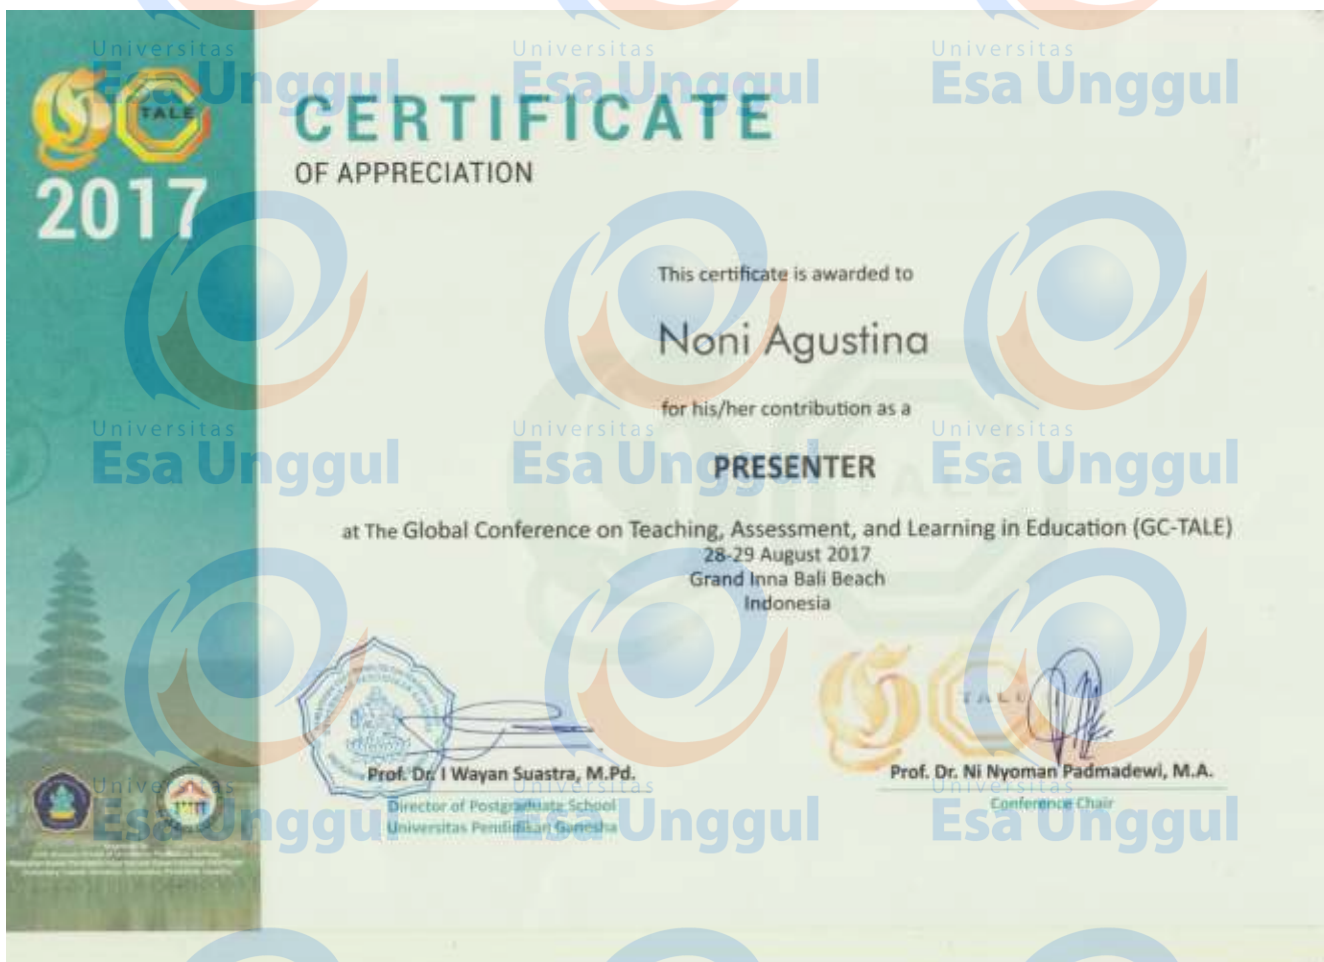 GC
TALE
2017
CERTIFICATE
OF APPRECIATION
This certificate is awarded to
Noni Agustina
for his/her contribution as a
PRESENTER
at The Global Conference on Teaching, Assessment, and Learning in Education (GC-TALE)
28-29 August 2017
Grand Inna Bali Beach
Indonesia
TALE
Prof. Dr. I Wayan Suastra, M.Pd.
Director of Postgraduate School
Universitas Pendidikan Ganesha
TALE
Prof. Dr. Ni Nyoman Padmadewi, M.A.
Conference Chair
Universitas
Esa Unggul
Universitas
Esa Unggul
Universitas
Esa Unggul
Universitas
Esa Unggul
Universitas
Esa Unggul
Universitas
Esa Unggul
Universitas
Esa Unggul
Universitas
Esa Unggul
Universitas
Esa Unggul